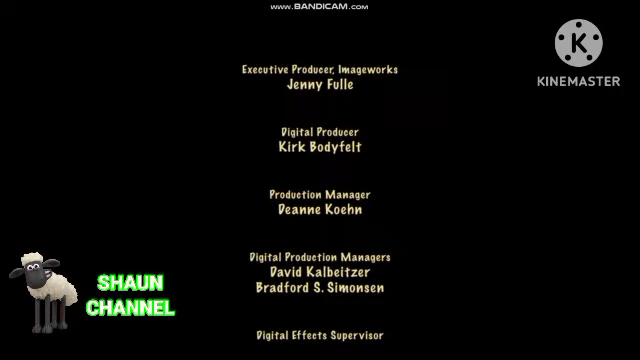 www.BANDICAM.com
K
KINEMASTER
Executive Producer, Imageworks
Jenny Fulle
Digital Producer
Kirk Bodyfelt
Production Manager
Deanne Koehn
Digital Production Managers
David Kalbeitzer
Bradford S. Simonsen
SHAUN
CHANNEL
Digital Effects Supervisor